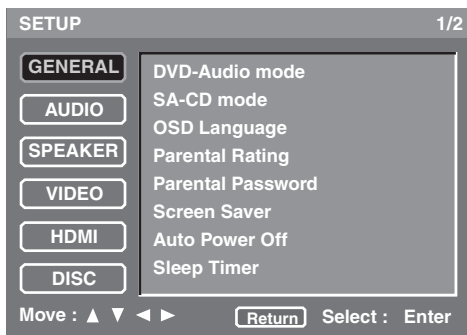 SETUP 1/2
GENERAL
AUDIO
SPEAKER
VIDEO
HDMI
DISC
DVD-Audio mode
SA-CD mode
OSD Language
Parental Rating
Parental Password
Screen Saver
Auto Power Off
Sleep Timer
Move : ▲ ▼ ◄ ► Return Select : Enter